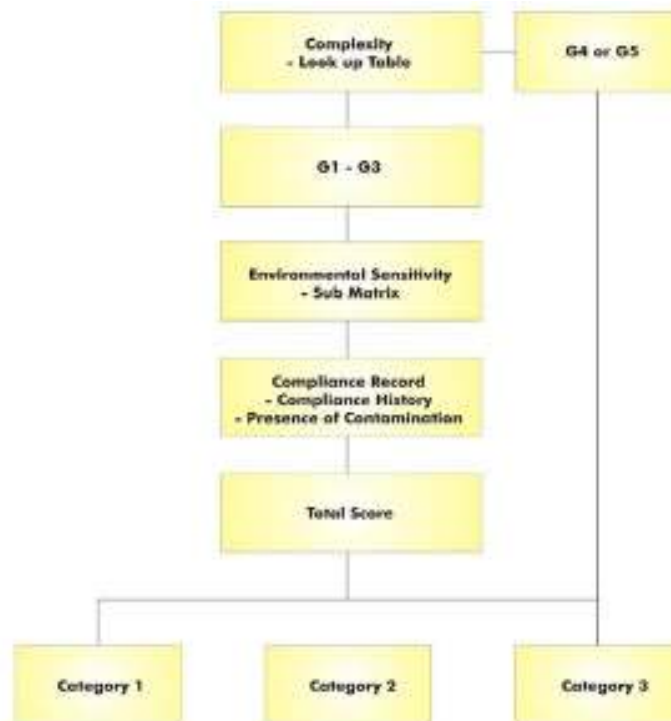 Complexity
- Look up Table
G4 or G5
G1 - G3
Environmental Sensitivity
- Sub Matrix
Compliance Record
- Compliance History
- Presence of Contamination
Total Score
Category 1
Category 2
Category 3